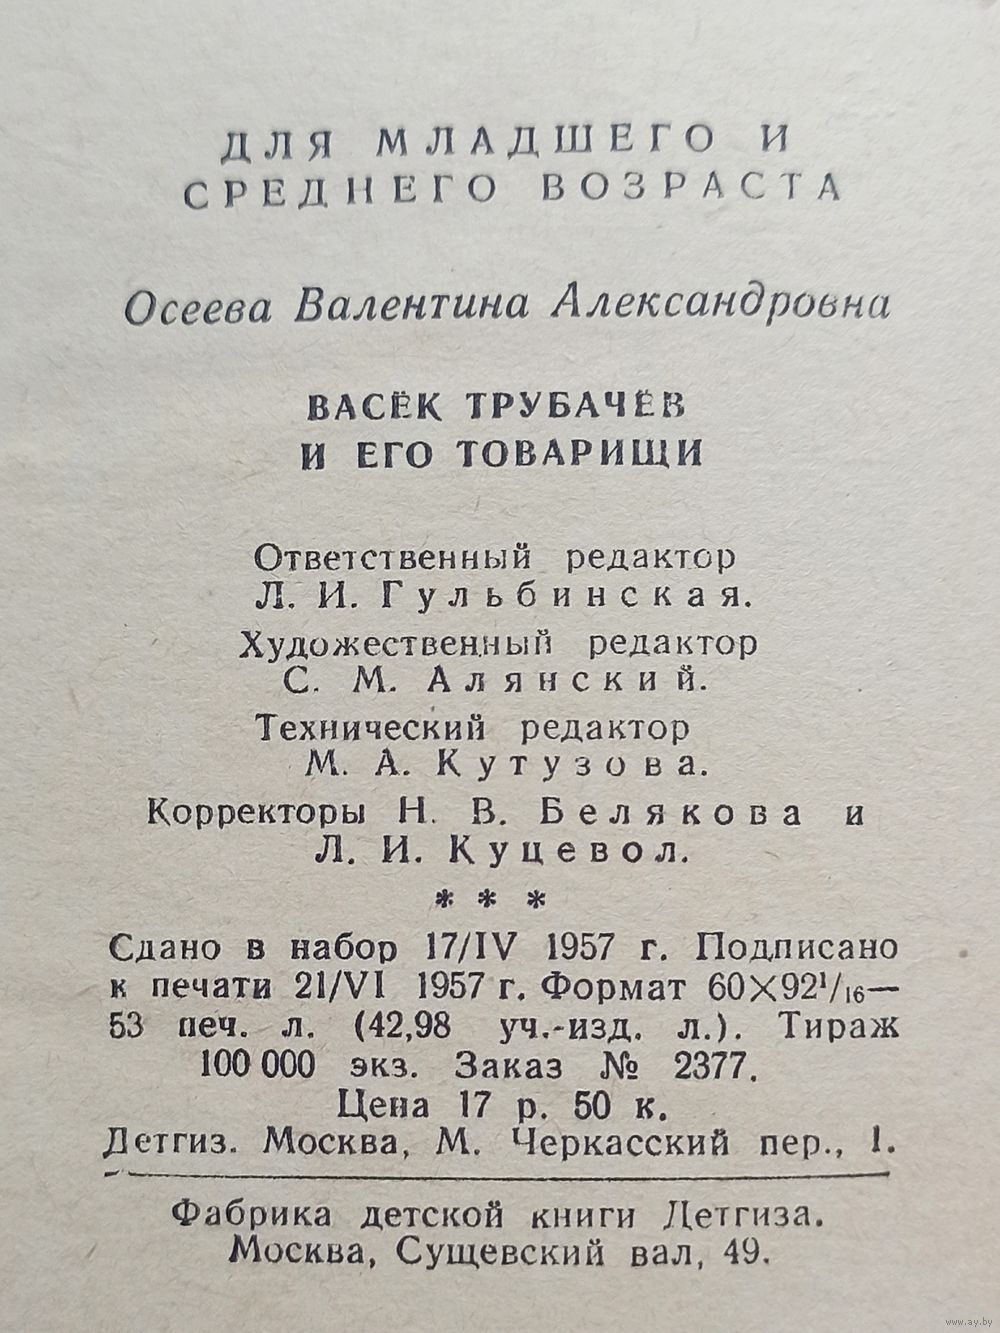 ДЛЯ МЛАДШЕГО И
СРЕДНЕГО ВОЗРАСТА
Осеева Валентина Александровна
ВАСЁК ТРУБАЧЁВ
И ЕГО ТОВАРИЩИ
Ответственный редактор
Л. И. Гульбинская.
Художественный редактор
С. М. Алянский.
Технический редактор
М. А. Кутузова.
Корректоры Н. В. Белякова и
Л. И. Куцевол.
* * *
Сдано в набор 17/IV 1957 г. Подписано
к печати 21/VI 1957 г. Формат 60×92¹/₁₆—
53 печ. л. (42,98 уч.-изд. л.). Тираж
100 000 экз. Заказ № 2377.
Цена 17 р. 50 к.
Детгиз. Москва, М. Черкасский пер., 1.
Фабрика детской книги Детгиза.
Москва, Сущевский вал, 49.
www.ay.by